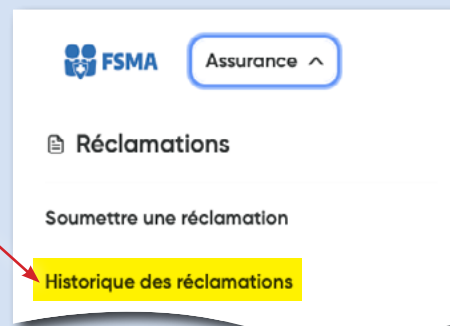 FSMA Assurance
Réclamations
Soumettre une réclamation
Historique des réclamations